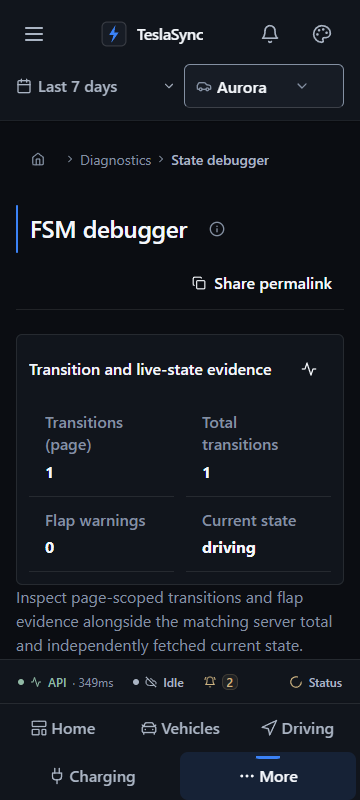 TeslaSync
Last 7 days
Aurora
Diagnostics
State debugger
FSM debugger
Share permalink
Transition and live-state evidence
Transitions (page)
1
Total transitions
1
Flap warnings
0
Current state
driving
Inspect page-scoped transitions and flap
evidence alongside the matching server total
and independently fetched current state.
API · 349ms
Idle
2
Status
Home
Vehicles
Driving
Charging
More